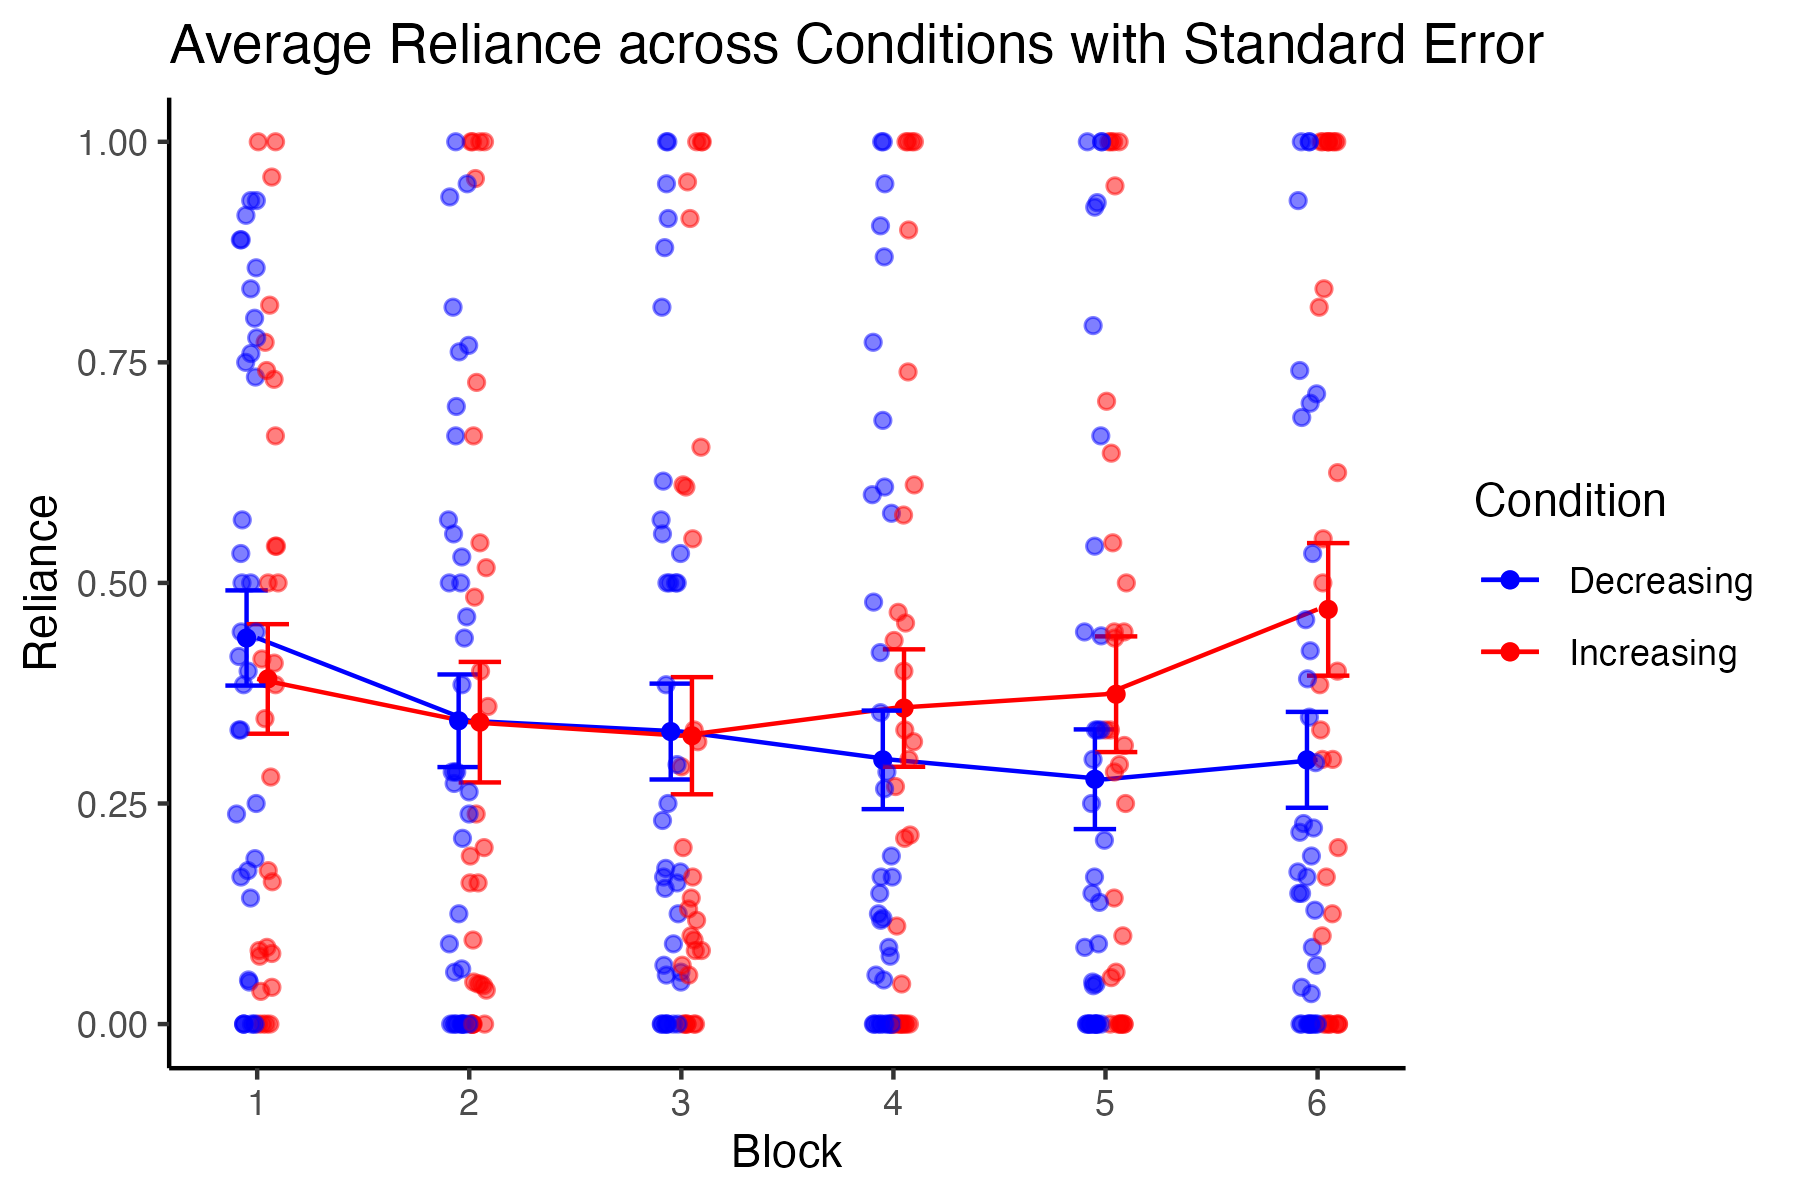 Average Reliance across Conditions with Standard Error
Reliance
1.00
0.75
0.50
0.25
0.00
1 2 3 4 5 6
Block
Condition
Decreasing
Increasing